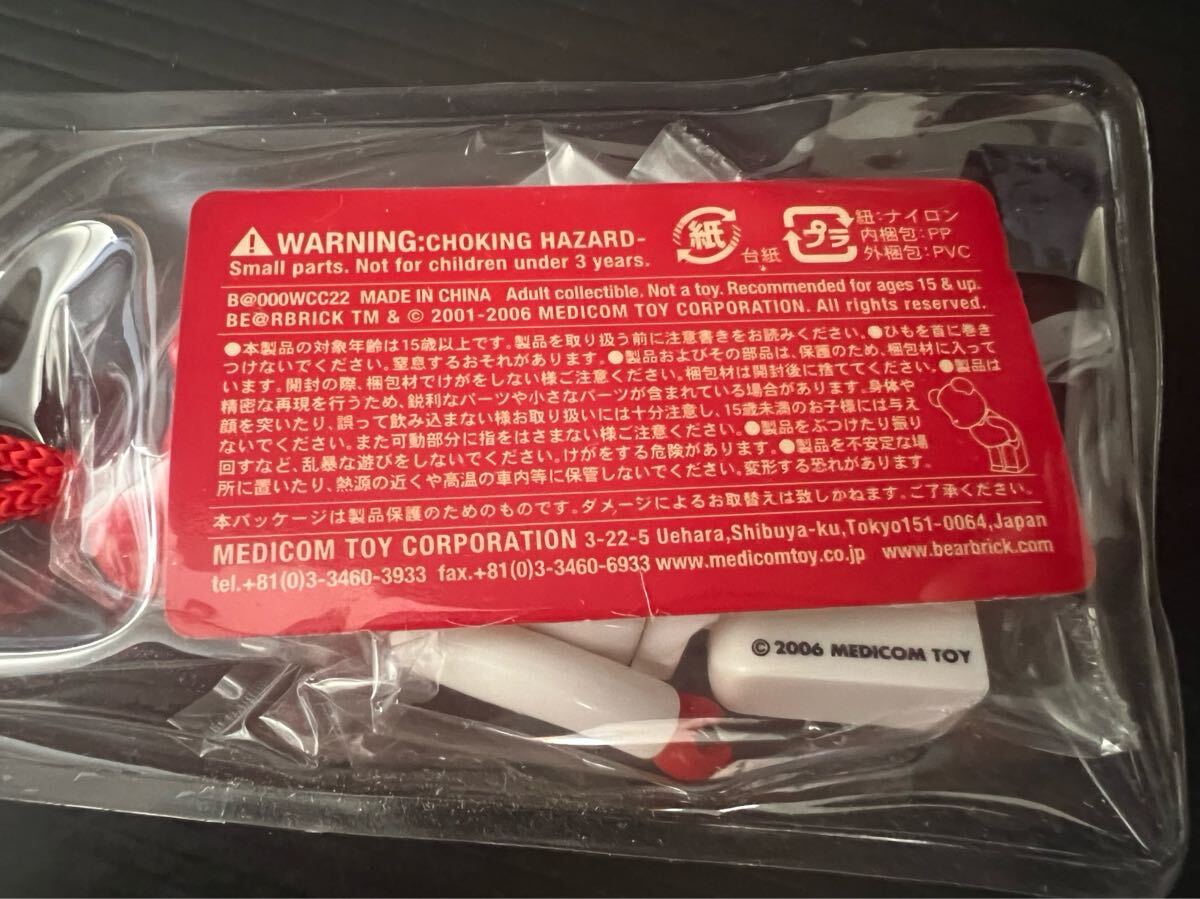 ⚠WARNING:CHOKING HAZARD-
Small parts. Not for children under 3 years.
紙
台紙
プラ
紐:ナイロン
内梱包:PP
外梱包:PVC
B@000WCC22 MADE IN CHINA Adult collectible. Not a toy. Recommended for ages 15 & up.
BE@RBRICK TM & © 2001-2006 MEDICOM TOY CORPORATION. All rights reserved.
●本製品の対象年齢は15歳以上です。製品を取り扱う前に注意書きをお読みください。●ひもを首に巻き
つけないでください。窒息するおそれがあります。●製品およびその部品は、保護のため、梱包材に入って
います。開封の際、梱包材でけがをしない様ご注意ください。梱包材は開封後に捨ててください。●製品は
精密な再現を行うため、鋭利なパーツや小さなパーツが含まれている場合があります。身体や
顔を突いたり、誤って飲み込まない様お取り扱いには十分注意し、15歳未満のお子様には与え
ないでください。また可動部分に指をはさまない様ご注意ください。●製品をぶつけたり振り
回すなど、乱暴な遊びをしないでください。けがをする危険があります。●製品を不安定な場
所に置いたり、熱源の近くや高温の車内等に保管しないでください。変形する恐れがあります。
本パッケージは製品保護のためのものです。ダメージによるお取替えは致しかねます。ご了承ください。
MEDICOM TOY CORPORATION 3-22-5 Uehara,Shibuya-ku,Tokyo151-0064,Japan
tel.+81(0)3-3460-3933 fax.+81(0)3-3460-6933 www.medicomtoy.co.jp www.bearbrick.com
© 2006 MEDICOM TOY